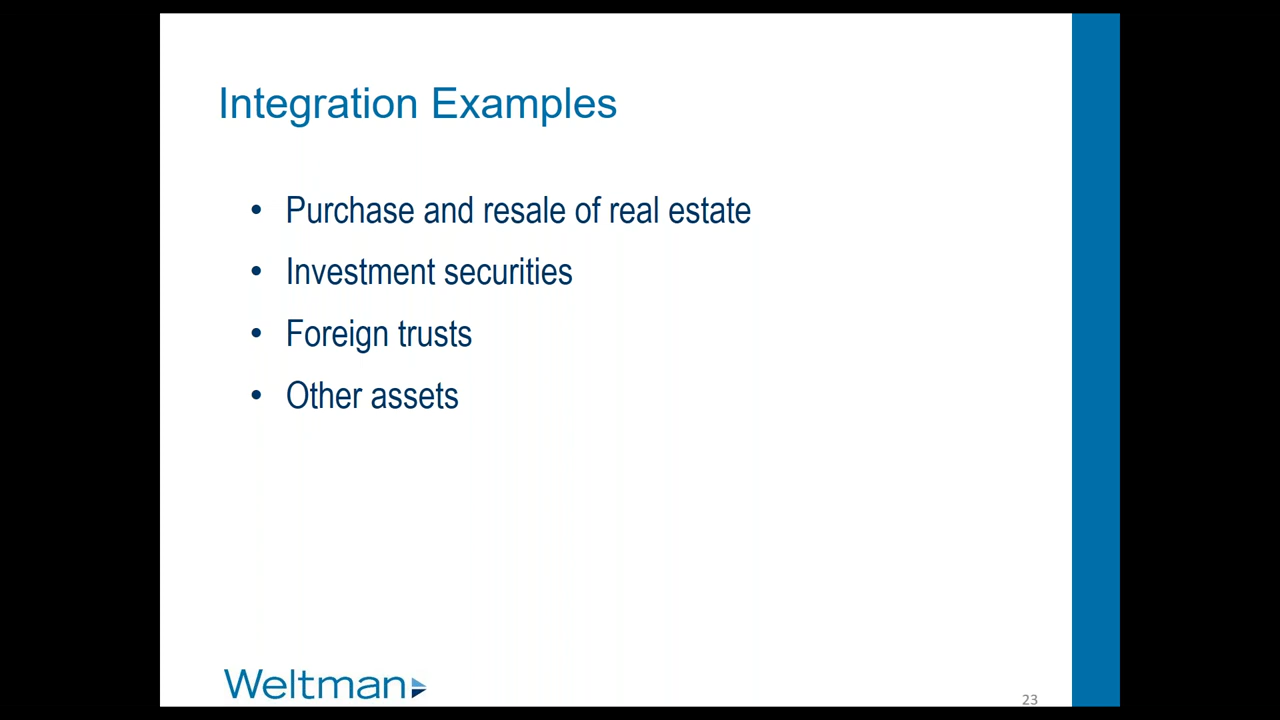 Integration Examples
• Purchase and resale of real estate
• Investment securities
• Foreign trusts
• Other assets
Weltman
23